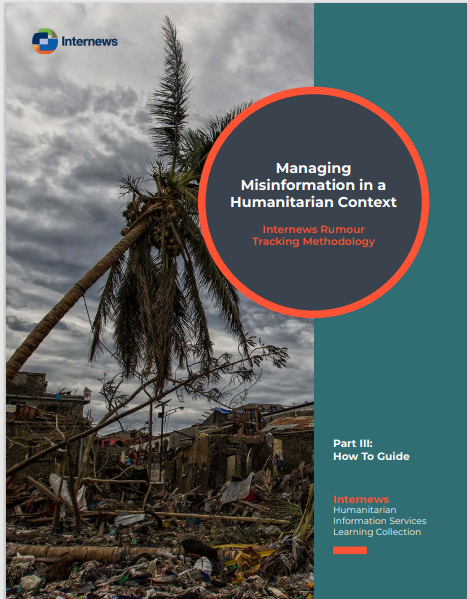 Internews
Managing
Misinformation in a
Humanitarian Context
Internews Rumour
Tracking Methodology
Part III:
How To Guide
Internews
Humanitarian
Information Services
Learning Collection